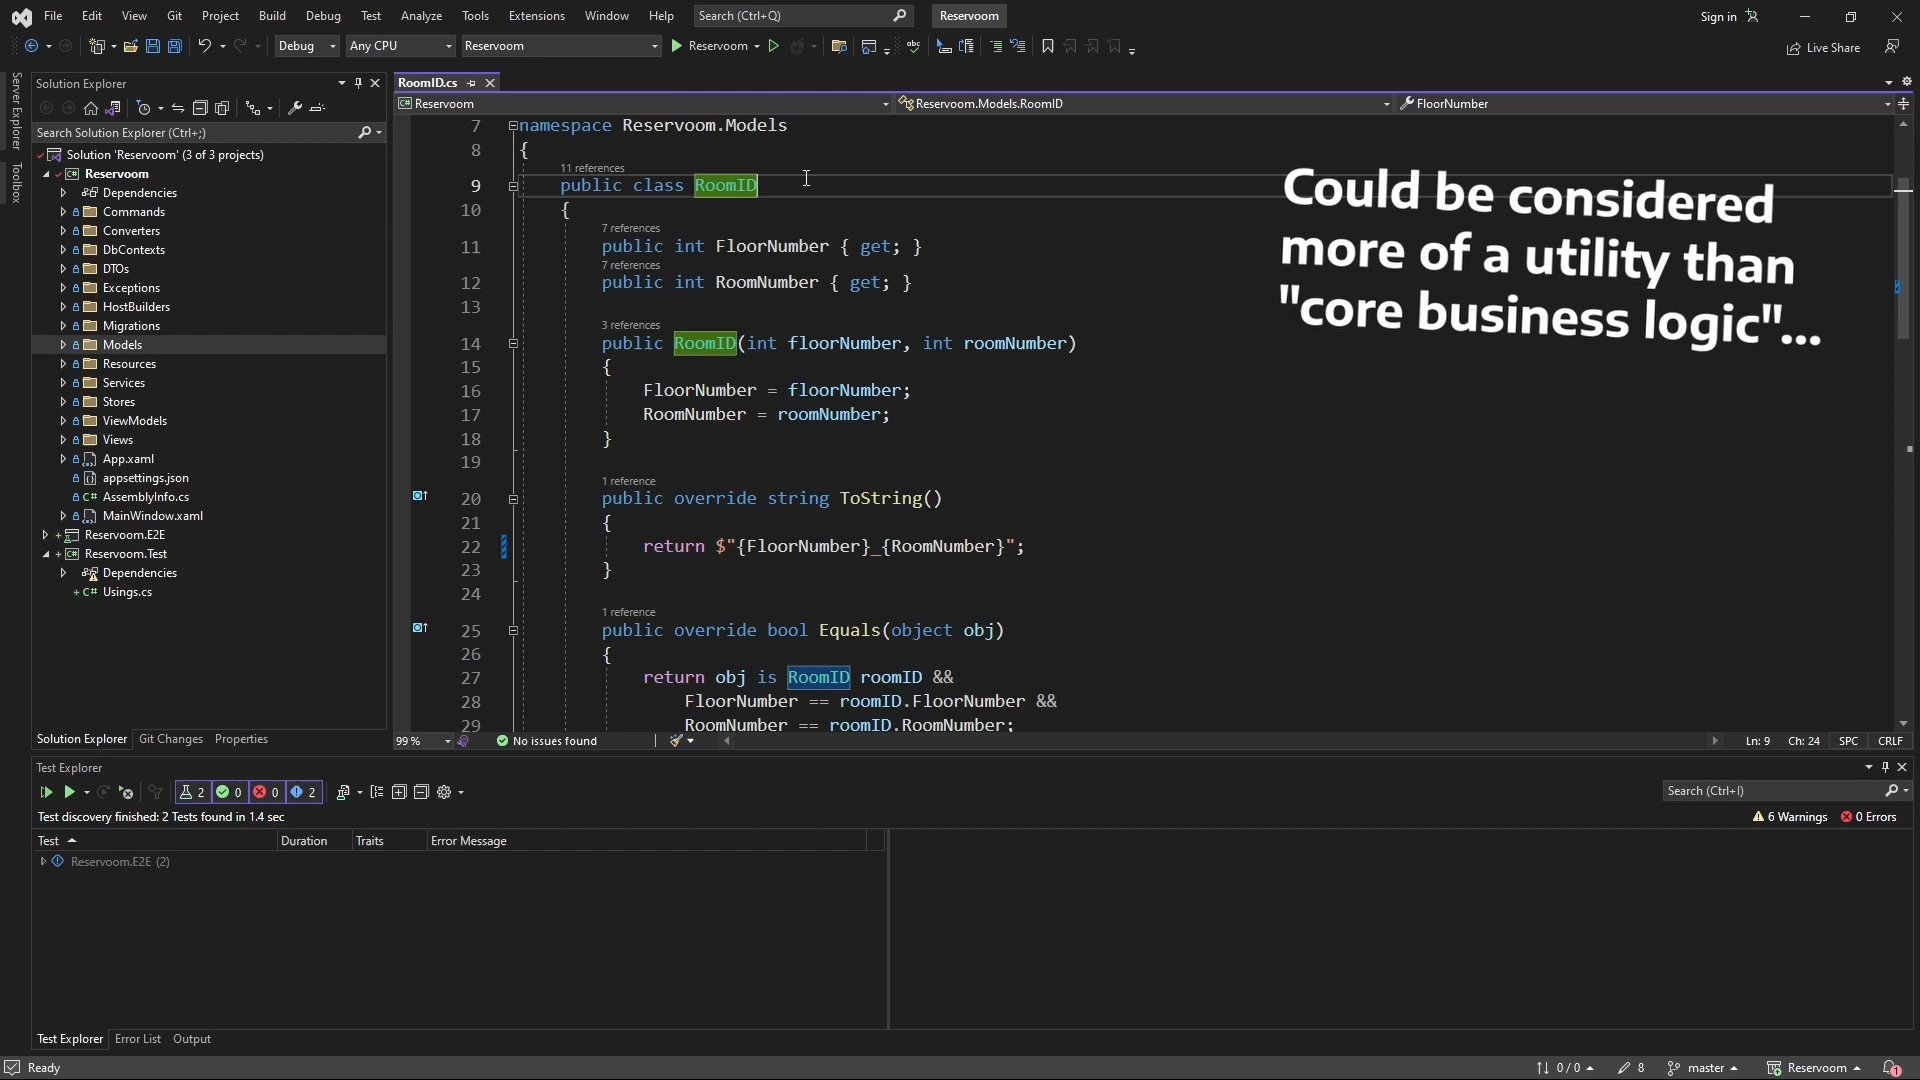 File Edit View Git Project Build Debug Test Analyze Tools Extensions Window Help Search (Ctrl+Q) Reservoom Sign in
Debug Any CPU Reservoom Reservoom Live Share
Server Explorer
Toolbox
Solution Explorer
Search Solution Explorer (Ctrl+;)
Solution 'Reservoom' (3 of 3 projects)
Reservoom
Dependencies
Commands
Converters
DbContexts
DTOs
Exceptions
HostBuilders
Migrations
Models
Resources
Services
Stores
ViewModels
Views
App.xaml
appsettings.json
AssemblyInfo.cs
MainWindow.xaml
Reservoom.E2E
Reservoom.Test
Dependencies
Usings.cs
Solution Explorer Git Changes Properties
RoomID.cs
Reservoom Reservoom.Models.RoomID FloorNumber
7 namespace Reservoom.Models
8 {
11 references
9 public class RoomID
10 {
7 references
11 public int FloorNumber { get; }
7 references
12 public int RoomNumber { get; }
13
3 references
14 public RoomID(int floorNumber, int roomNumber)
15 {
16 FloorNumber = floorNumber;
17 RoomNumber = roomNumber;
18 }
19
1 reference
20 public override string ToString()
21 {
22 return $"{FloorNumber}_{RoomNumber}";
23 }
24
1 reference
25 public override bool Equals(object obj)
26 {
27 return obj is RoomID roomID &&
28 FloorNumber == roomID.FloorNumber &&
29 RoomNumber == roomID.RoomNumber;
Could be considered
more of a utility than
"core business logic"...
99 % No issues found Ln: 9 Ch: 24 SPC CRLF
Test Explorer
2 0 0 2 Search (Ctrl+I)
Test discovery finished: 2 Tests found in 1.4 sec 6 Warnings 0 Errors
Test Duration Traits Error Message
Reservoom.E2E (2)
Test Explorer Error List Output
Ready 0 / 0 8 master Reservoom 1